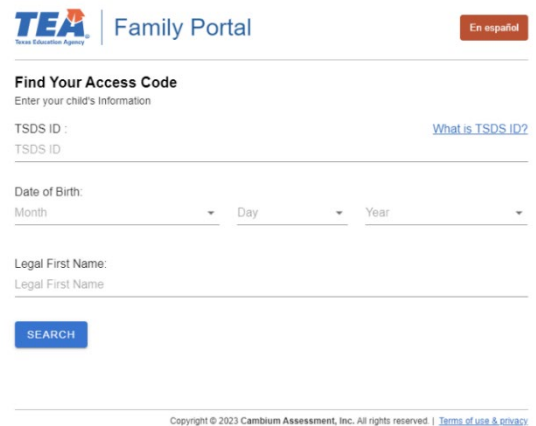 TEA
Texas Education Agency
Family Portal
En español
Find Your Access Code
Enter your child's Information
TSDS ID :
What is TSDS ID?
TSDS ID
Date of Birth:
Month Day Year
Legal First Name:
Legal First Name
SEARCH
Copyright © 2023 Cambium Assessment, Inc. All rights reserved. | Terms of use & privacy